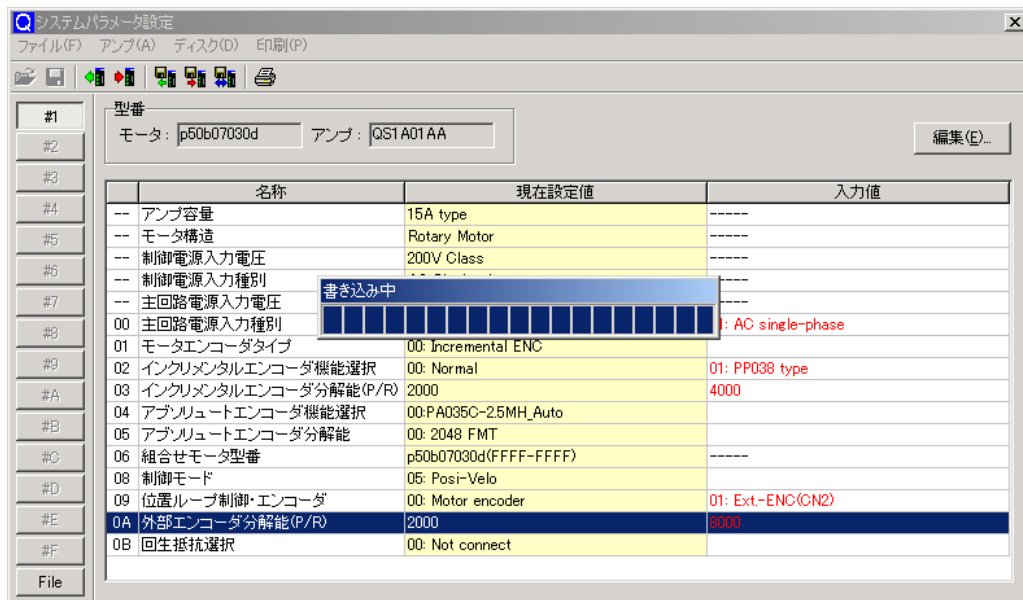 システムパラメータ設定
ファイル(F) アンプ(A) ディスク(D) 印刷(P)
#1
#2
#3
#4
#5
#6
#7
#8
#9
#A
#B
#C
#D
#E
#F
File
型番
モータ: p50b07030d アンプ: QS1A01AA
編集(E)...
名称 現在設定値 入力値
-- アンプ容量 15A type -----
-- モータ構造 Rotary Motor -----
-- 制御電源入力電圧 200V Class -----
-- 制御電源入力種別
書き込み中
-- 主回路電源入力電圧
00 主回路電源入力種別 AC single-phase
01 モータエンコーダタイプ 00: Incremental ENC
02 インクリメンタルエンコーダ機能選択 00: Normal 01: PP038 type
03 インクリメンタルエンコーダ分解能(P/R) 2000 4000
04 アブソリュートエンコーダ機能選択 00:PA035C-2.5MH_Auto
05 アブソリュートエンコーダ分解能 00: 2048 FMT
06 組合せモータ型番 p50b07030d(FFFF-FFFF) -----
08 制御モード 05: Posi-Velo
09 位置ループ制御・エンコーダ 00: Motor encoder 01: Ext.-ENC(CN2)
0A 外部エンコーダ分解能(P/R) 2000 8000
0B 回生抵抗選択 00: Not connect